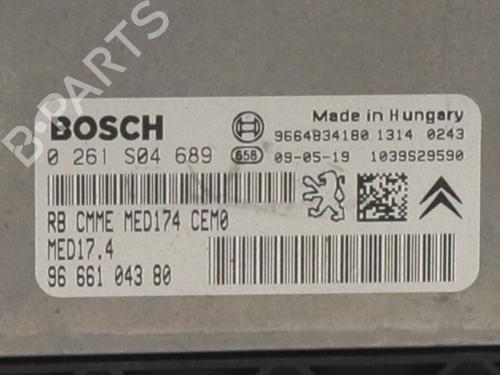 BOSCH
Made in Hungary
9664834180 1314 0243
0 261 S04 689
658
09-05-19 1039S29590
RB CMME MED174 CEM0
MED17.4
96 661 043 80
B-PARTS